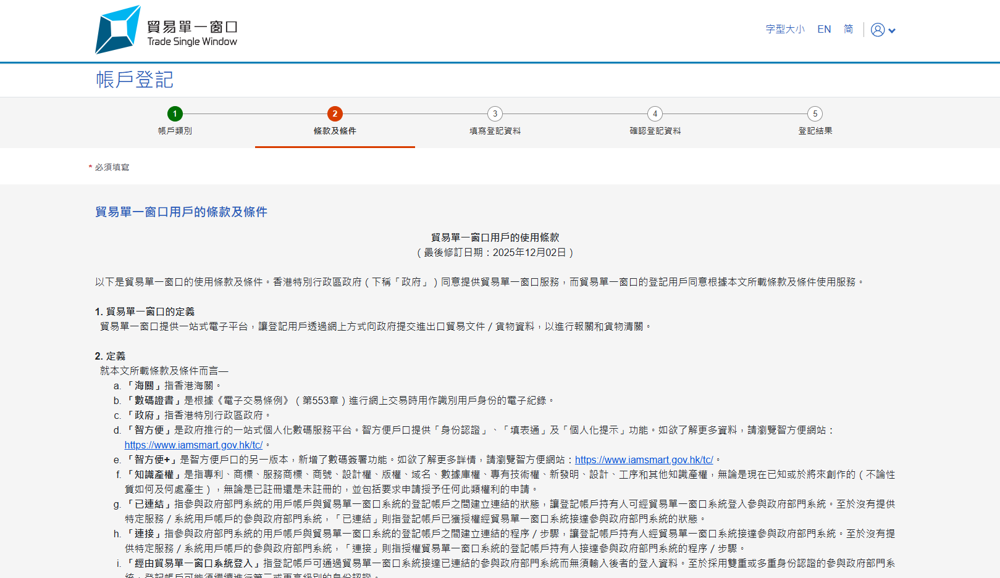 貿易單一窗口
Trade Single Window
字型大小 EN 简
帳戶登記
1 2 3 4 5
帳戶類別 條款及條件 填寫登記資料 確認登記資料 登記結果
* 必須填寫
貿易單一窗口用戶的條款及條件
貿易單一窗口用戶的使用條款
（最後修訂日期：2025年12月02日）
以下是貿易單一窗口的使用條款及條件。香港特別行政區政府（下稱「政府」）同意提供貿易單一窗口服務，而貿易單一窗口的登記用戶同意根據本文所載條款及條件使用服務。
1. 貿易單一窗口的定義
貿易單一窗口提供一站式電子平台，讓登記用戶透過網上方式向政府提交進出口貿易文件 / 貨物資料，以進行報關和貨物清關。
2. 定義
就本文所載條款及條件而言—
a. 「海關」指香港海關。
b. 「數碼證書」是根據《電子交易條例》（第553章）進行網上交易時用作識別用戶身份的電子紀錄。
c. 「政府」指香港特別行政區政府。
d. 「智方便」是政府推行的一站式個人化數碼服務平台。智方便戶口提供「身份認證」、「填表通」及「個人化提示」功能。如欲了解更多資料，請瀏覽智方便網站：
https://www.iamsmart.gov.hk/tc/。
e. 「智方便+」是智方便戶口的另一版本，新增了數碼簽署功能。如欲了解更多詳情，請瀏覽智方便網站：https://www.iamsmart.gov.hk/tc/。
f. 「知識產權」是指專利、商標、服務商標、商號、設計權、版權、域名、數據庫權、專有技術權、新發明、設計、工序和其他知識產權，無論是現在已知或於將來創作的（不論性
質如何及何處產生），無論是已註冊還是未註冊的，並包括要求申請授予任何此類權利的申請。
g. 「已連結」指參與政府部門系統的用戶帳戶與貿易單一窗口系統的登記帳戶之間建立連結的狀態，讓登記帳戶持有人可經貿易單一窗口系統登入參與政府部門系統。至於沒有提供
特定服務 / 系統用戶帳戶的參與政府部門系統，「已連結」則指登記帳戶已獲授權經貿易單一窗口系統接達參與政府部門系統的狀態。
h. 「連接」指參與政府部門系統的用戶帳戶與貿易單一窗口系統的登記帳戶之間建立連結的程序 / 步驟，讓登記帳戶持有人經貿易單一窗口系統接達參與政府部門系統。至於沒有提
供特定服務 / 系統用戶帳戶的參與政府部門系統，「連接」則指授權貿易單一窗口系統的登記帳戶持有人接達參與政府部門系統的程序 / 步驟。
i. 「經由貿易單一窗口系統登入」指登記帳戶可通過貿易單一窗口系統接達已連結的參與政府部門系統而無須輸入後者的登入資料。至於採用雙重或多重身份認證的參與政府部門系
統，登記帳戶可能須繼續進行第二或更高級別的身份認證。